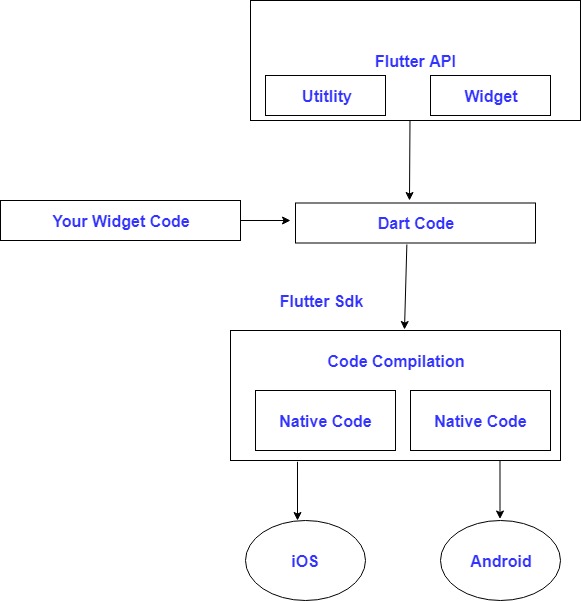 Flutter API
Utitlity
Widget
Your Widget Code
Dart Code
Flutter Sdk
Code Compilation
Native Code
Native Code
iOS
Android